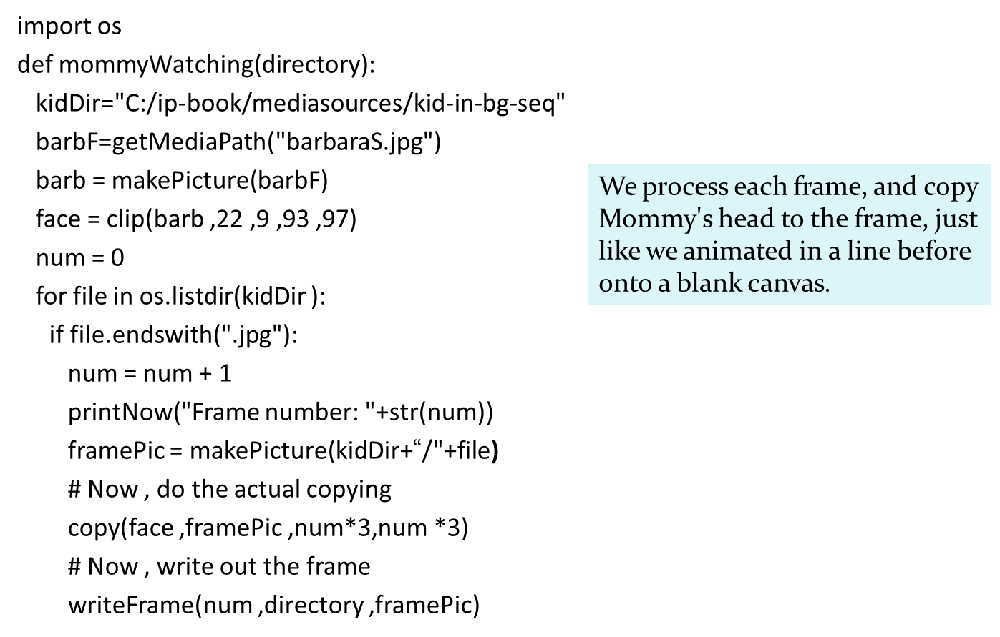 import os
def mommyWatching(directory):
kidDir="C:/ip-book/mediasources/kid-in-bg-seq"
barbF=getMediaPath("barbaraS.jpg")
barb = makePicture(barbF)
face = clip(barb ,22 ,9 ,93 ,97)
num = 0
for file in os.listdir(kidDir ):
if file.endswith(".jpg"):
num = num + 1
printNow("Frame number: "+str(num))
framePic = makePicture(kidDir+“/"+file)
# Now , do the actual copying
copy(face ,framePic ,num*3,num *3)
# Now , write out the frame
writeFrame(num ,directory ,framePic)
We process each frame, and copy
Mommy's head to the frame, just
like we animated in a line before
onto a blank canvas.